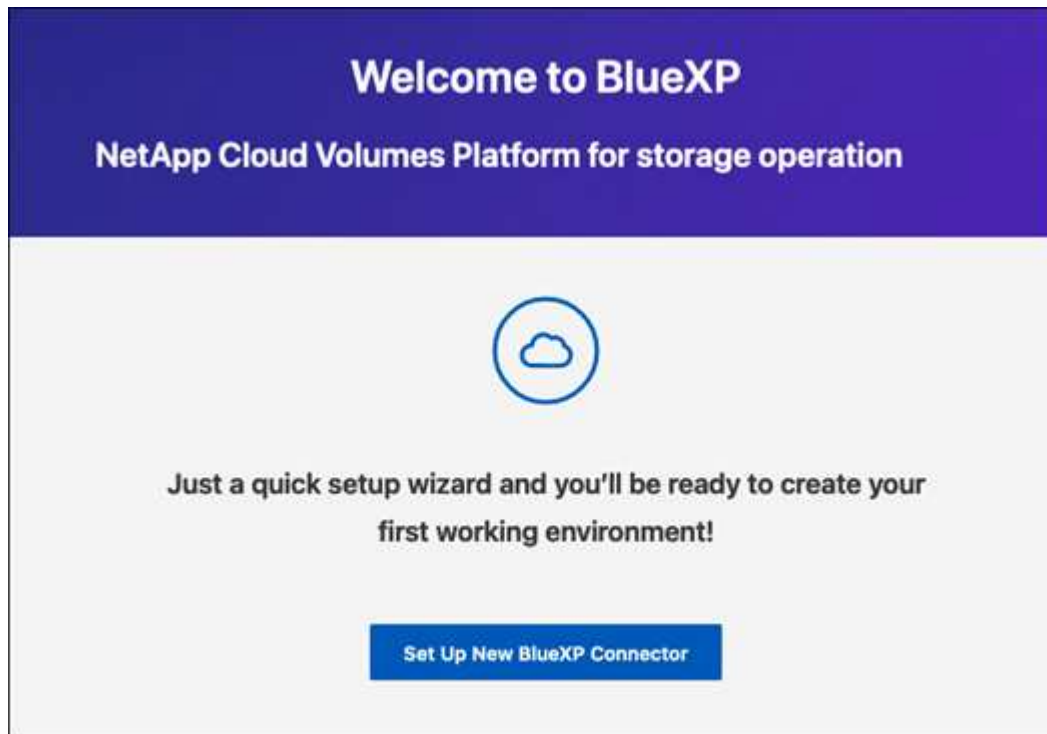 Welcome to BlueXP
NetApp Cloud Volumes Platform for storage operation
Just a quick setup wizard and you'll be ready to create your
first working environment!
Set Up New BlueXP Connector